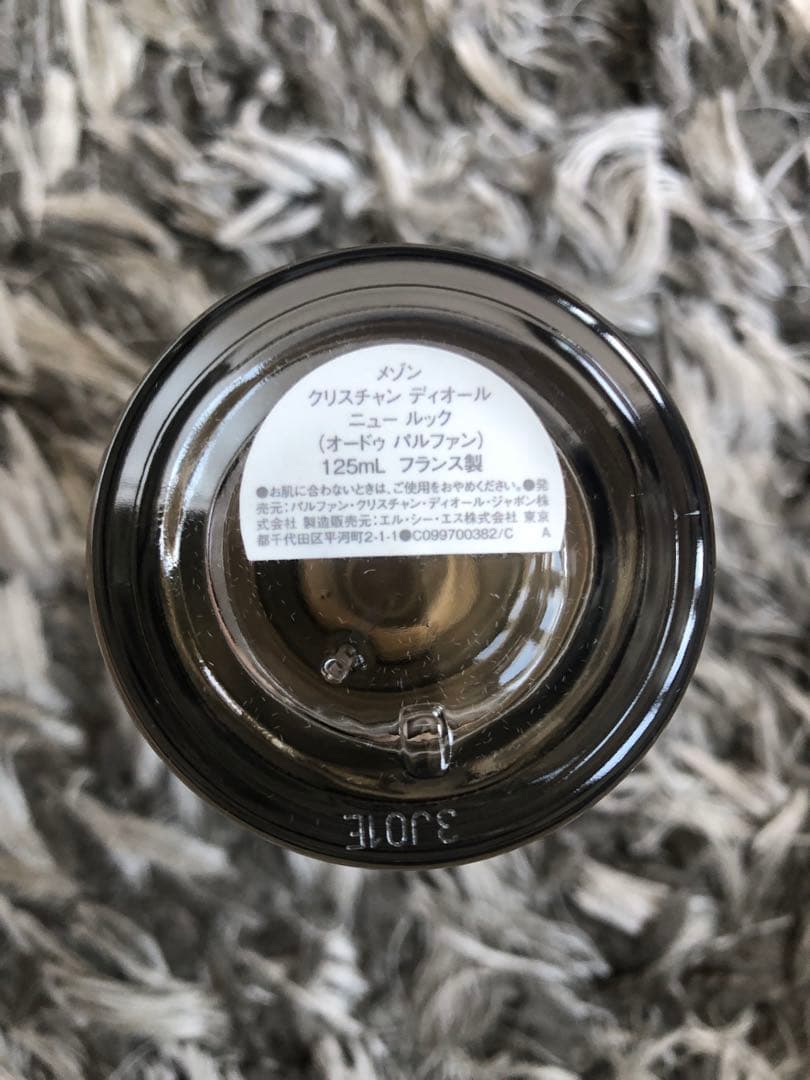 メゾン
クリスチャン ディオール
ニュー ルック
(オードゥ パルファン)
125mL フランス製
●お肌に合わないときは、ご使用をおやめください。●発
売元:パルファン・クリスチャン・ディオール・ジャポン株
式会社 製造販売元:エル・シー・エス株式会社 東京
都千代田区平河町2-1-1●C099700382/C A
3J01E